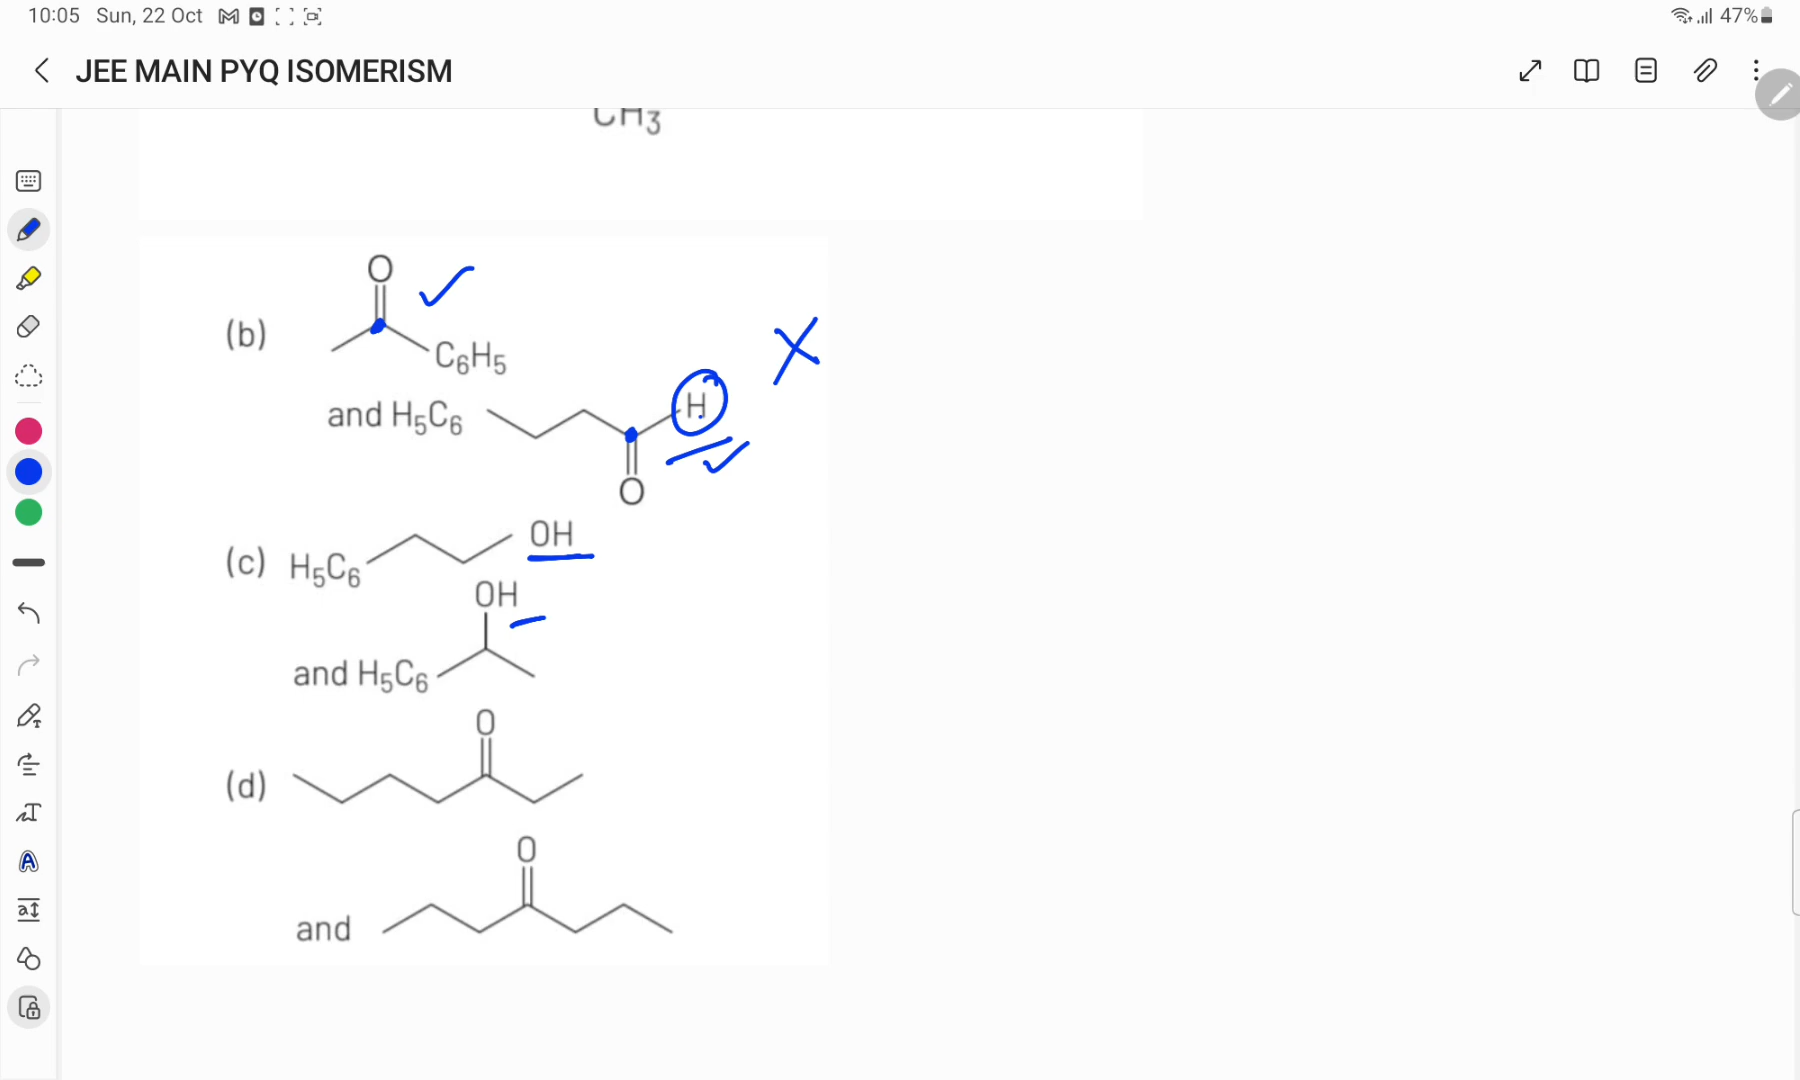 10:05 Sun, 22 Oct 47%
JEE MAIN PYQ ISOMERISM
CH3
O
(b)
C6H5
H
and H5C6
O
OH
(c) H5C6
OH
and H5C6
O
(d)
O
and